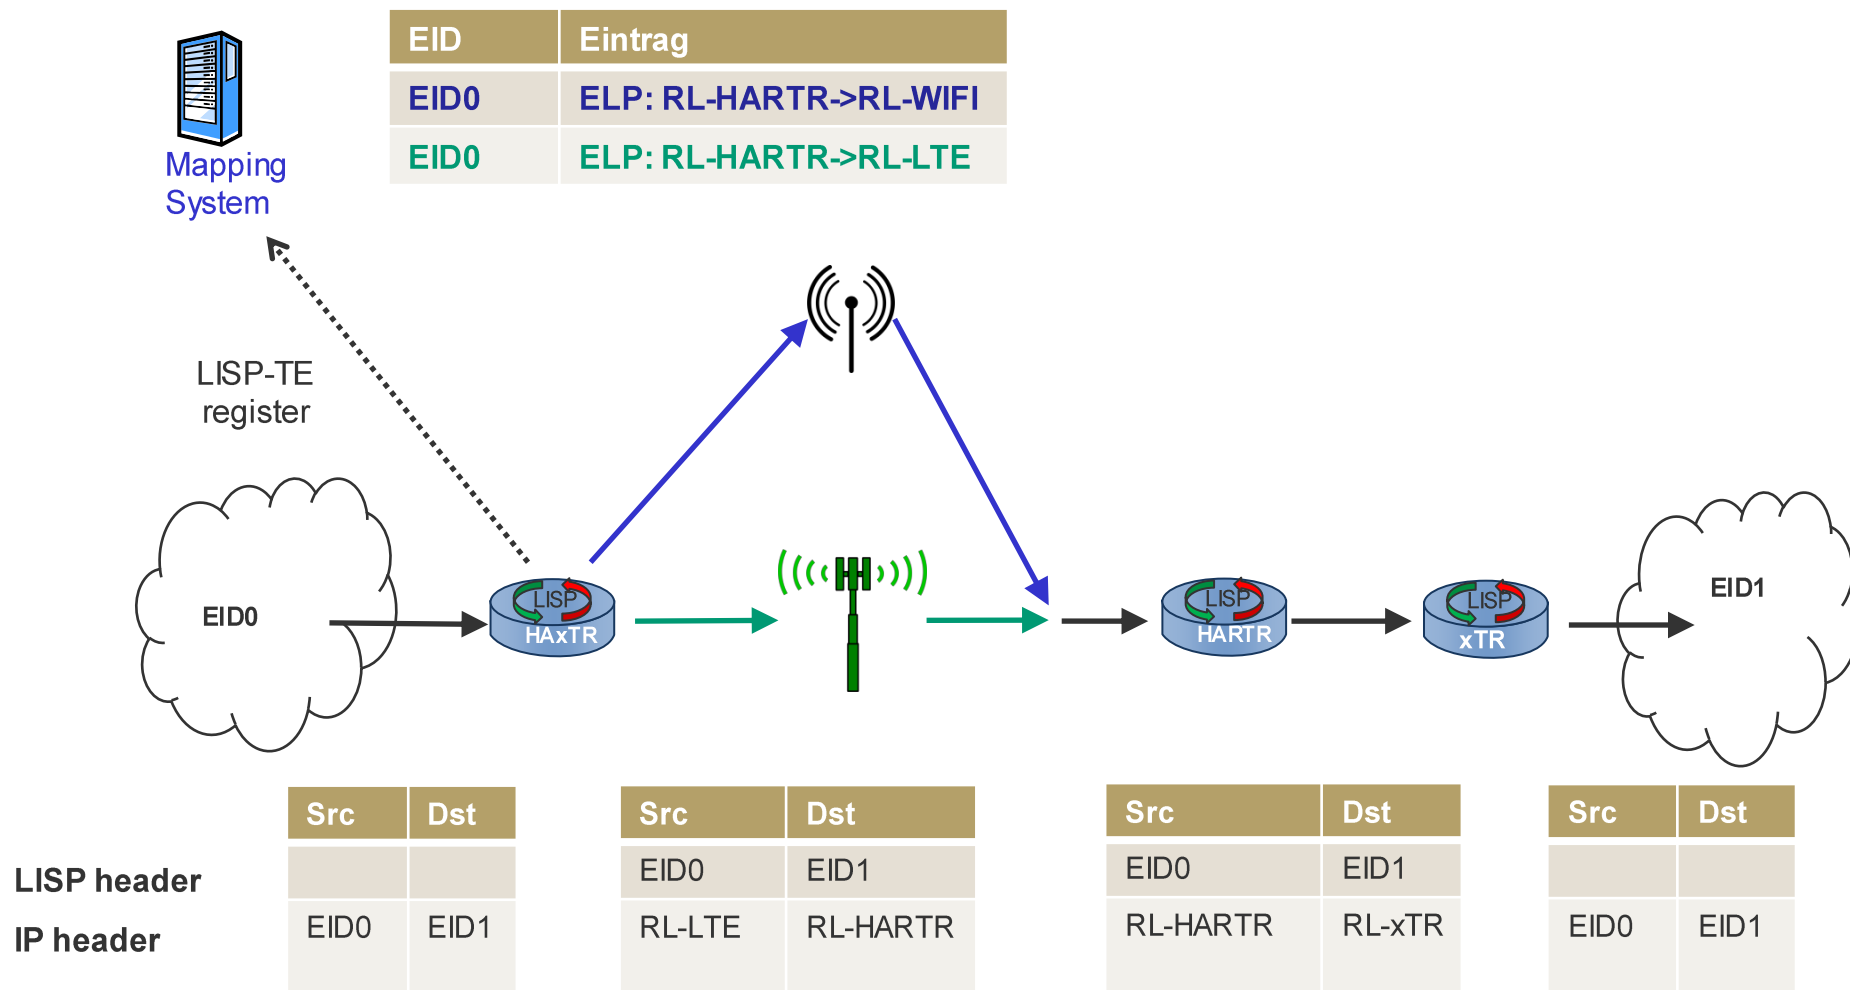 EID Eintrag
EID0 ELP: RL-HARTR->RL-WIFI
EID0 ELP: RL-HARTR->RL-LTE
Mapping
System
LISP-TE
register
EID0
LISP
HAxTR
LISP
HARTR
LISP
xTR
EID1
Src Dst
Src Dst
Src Dst
Src Dst
LISP header
EID0 EID1
EID0 EID1
IP header
EID0 EID1
RL-LTE RL-HARTR
RL-HARTR RL-xTR
EID0 EID1